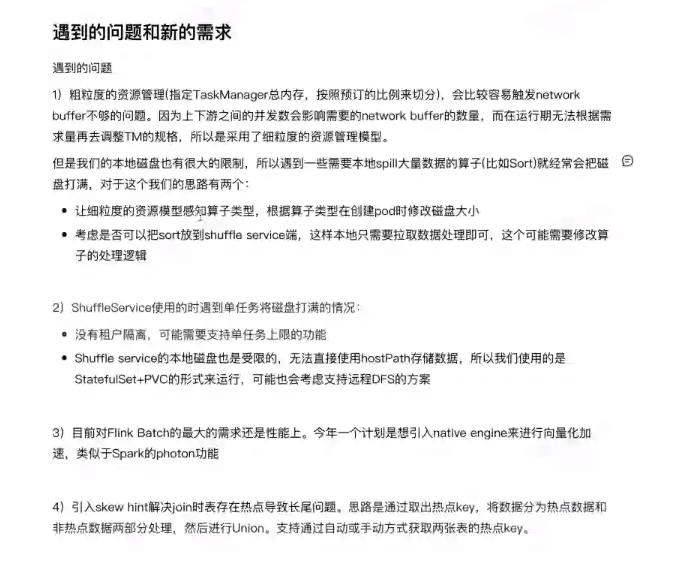 遇到的问题和新的需求
遇到的问题
1）粗粒度的资源管理(指定TaskManager总内存，按照预订的比例来切分)，会比较容易触发network
buffer不够的问题。因为上下游之间的并发数会影响需要的network buffer的数量，而在运行期无法根据需
求量再去调整TM的规格，所以是采用了细粒度的资源管理模型。
但是我们的本地磁盘也有很大的限制，所以遇到一些需要本地spill大量数据的算子(比如Sort)就经常会把磁
盘打满，对于这个我们的思路有两个：
• 让细粒度的资源模型感知算子类型，根据算子类型在创建pod时修改磁盘大小
• 考虑是否可以把sort放到shuffle service端，这样本地只需要拉取数据处理即可，这个可能需要修改算
子的处理逻辑
2）ShuffleService使用的时遇到单任务将磁盘打满的情况：
• 没有租户隔离，可能需要支持单任务上限的功能
• Shuffle service的本地磁盘也是受限的，无法直接使用hostPath存储数据，所以我们使用的是
StatefulSet+PVC的形式来运行，可能也会考虑支持远程DFS的方案
3）目前对Flink Batch的最大的需求还是性能上。今年一个计划是想引入native engine来进行向量化加
速，类似于Spark的photon功能
4）引入skew hint解决join时表存在热点导致长尾问题。思路是通过取出热点key，将数据分为热点数据和
非热点数据两部分处理，然后进行Union。支持通过自动或手动方式获取两张表的热点key。